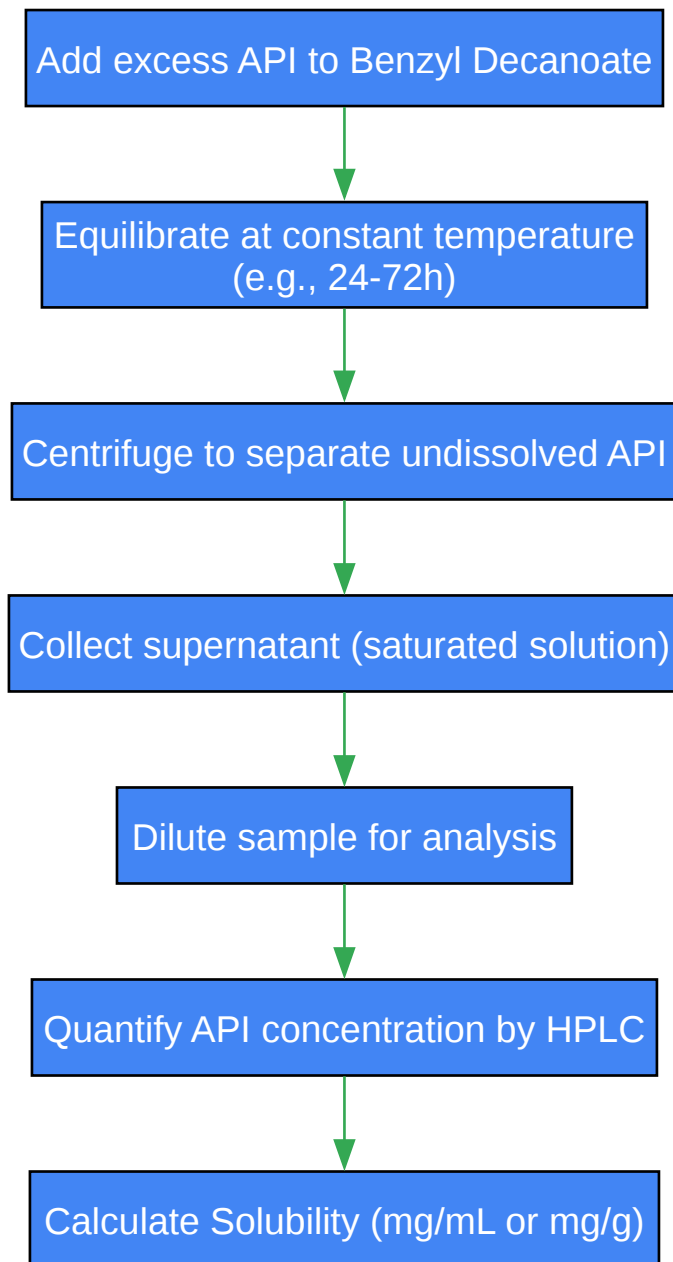 Add excess API to Benzyl Decanoate
Equilibrate at constant temperature
(e.g., 24-72h)
Centrifuge to separate undissolved API
Collect supernatant (saturated solution)
Dilute sample for analysis
Quantify API concentration by HPLC
Calculate Solubility (mg/mL or mg/g)